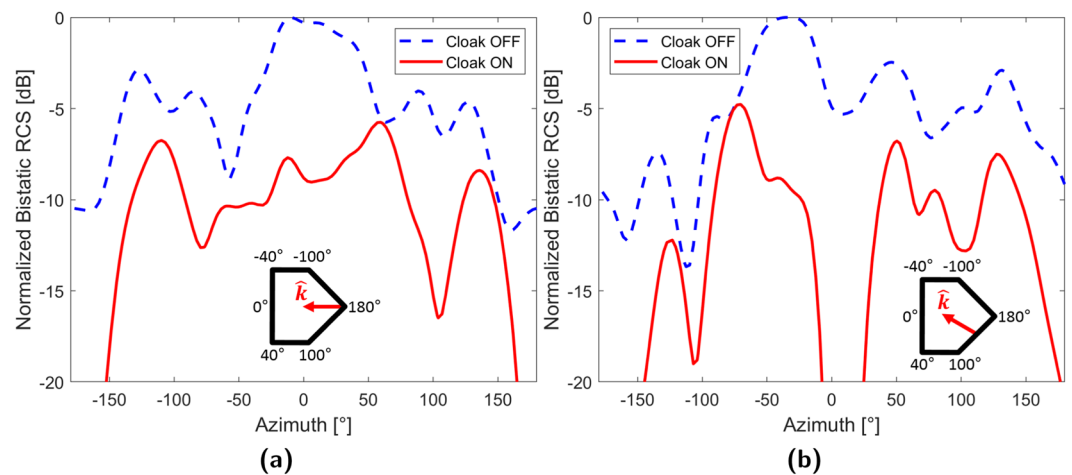 Normalized Bistatic RCS [dB]
0
-5
-10
-15
-20
Cloak OFF
Cloak ON
-40° -100°
k̂
0° 180°
40° 100°
-150 -100 -50 0 50 100 150
Azimuth [°]
(a)
Normalized Bistatic RCS [dB]
0
-5
-10
-15
-20
Cloak OFF
Cloak ON
-40° -100°
k̂
0° 180°
40° 100°
-150 -100 -50 0 50 100 150
Azimuth [°]
(b)